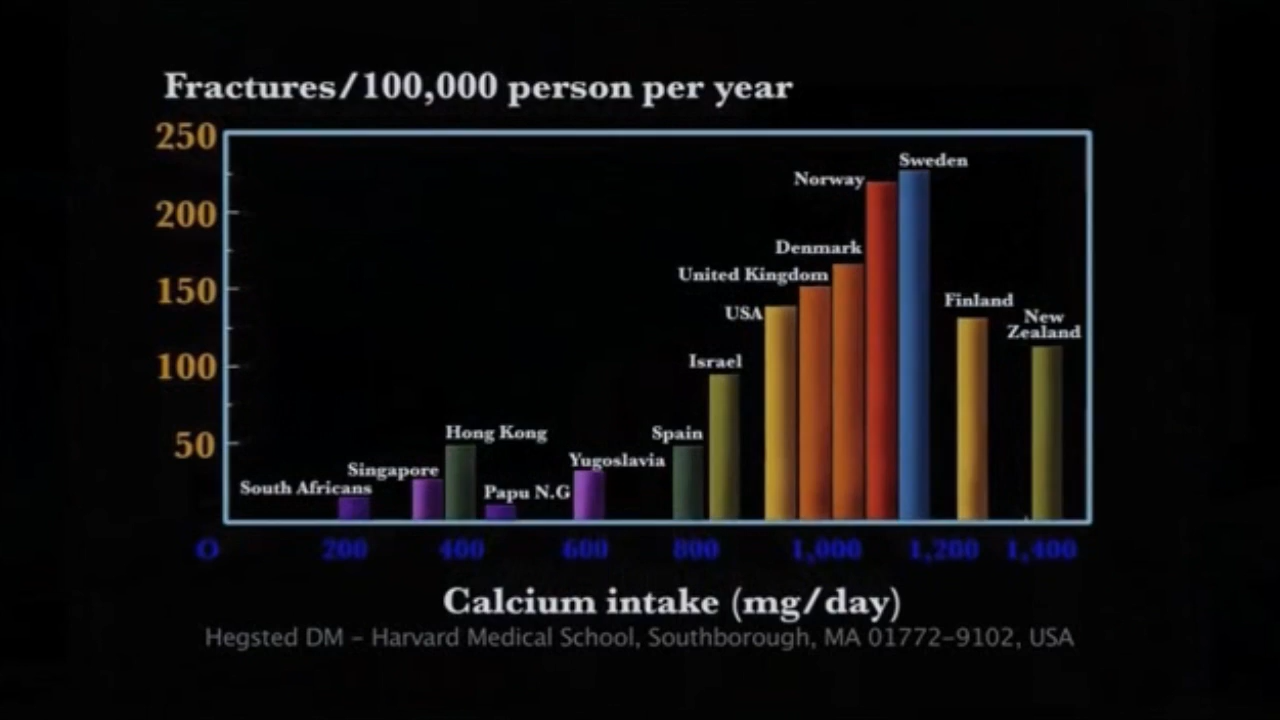 Fractures/100,000 person per year
250
200
150
100
50
Sweden
Norway
Denmark
United Kingdom
USA
Finland
New
Zealand
Israel
Hong Kong
Spain
Yugoslavia
Singapore
South Africans
Papu N.G
0 200 400 600 800 1,000 1,200 1,400
Calcium intake (mg/day)
Hegsted DM – Harvard Medical School, Southborough, MA 01772-9102, USA